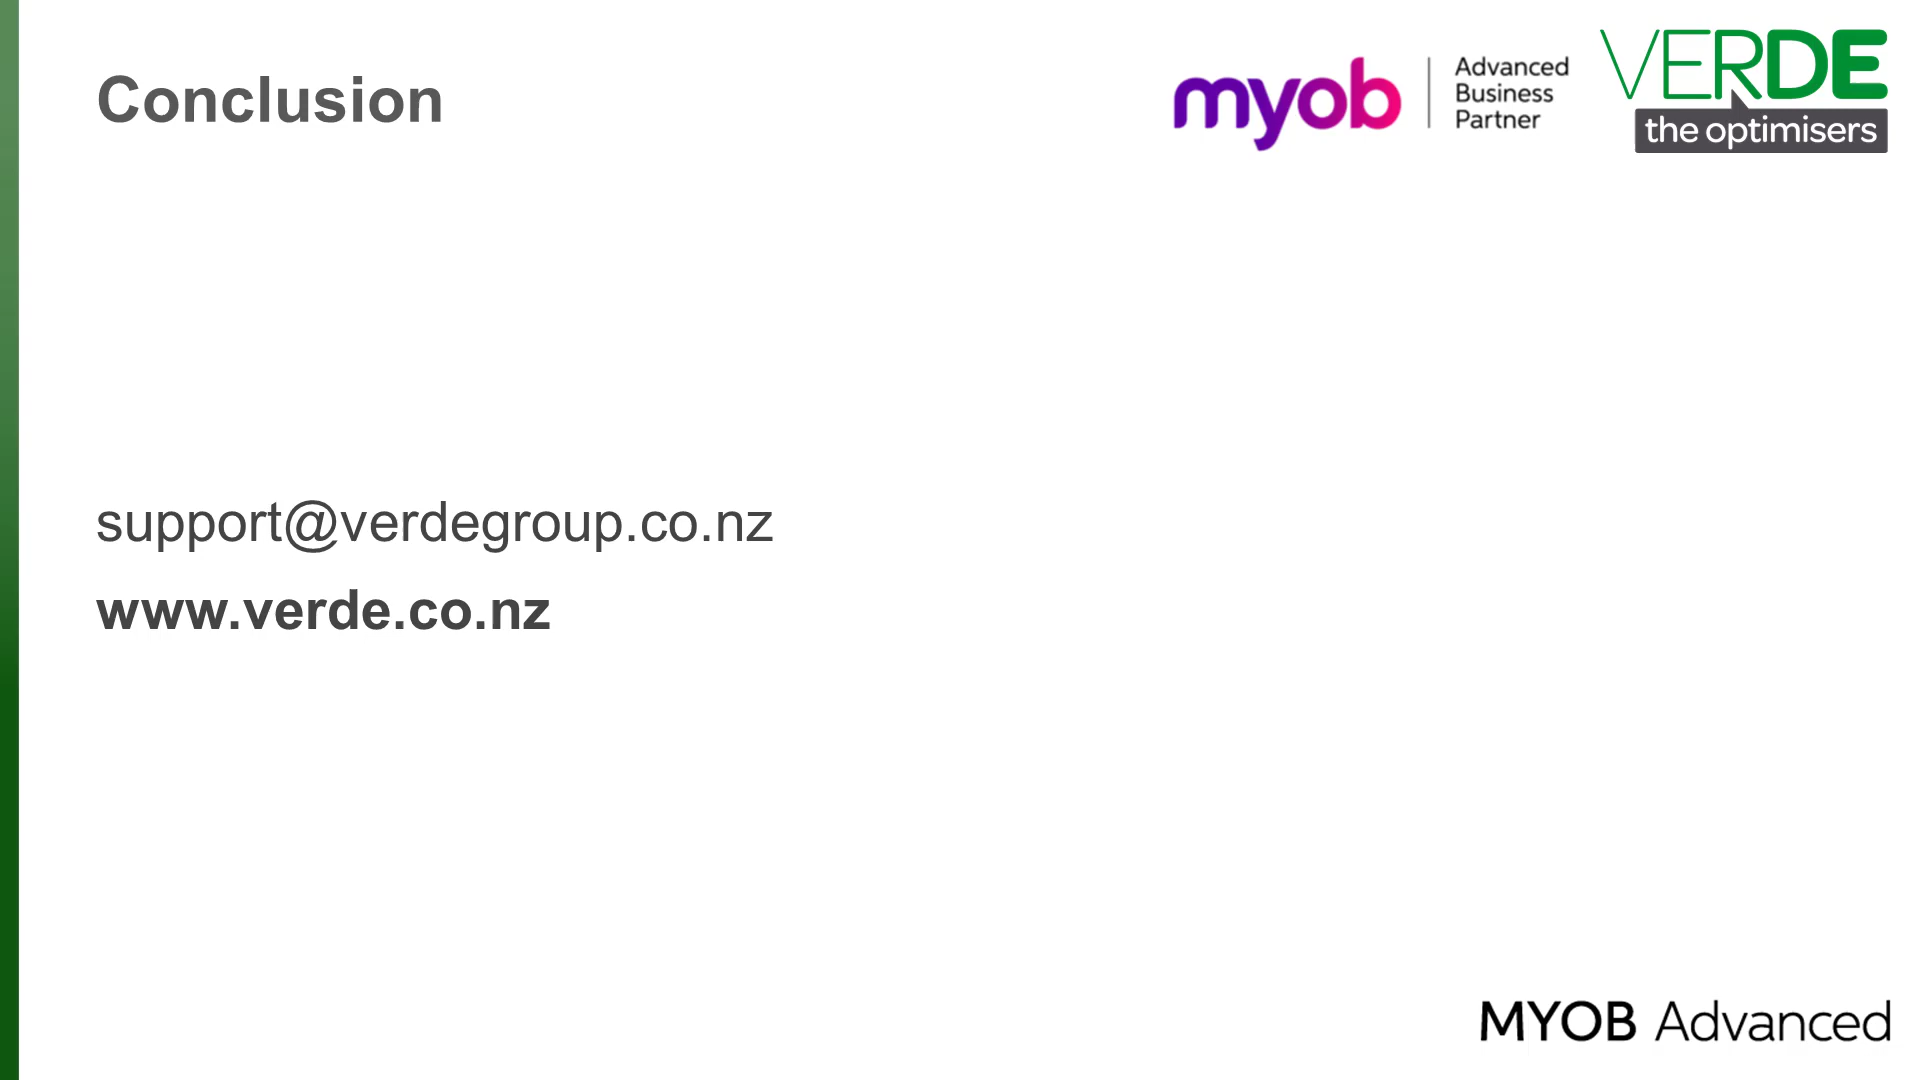 Conclusion
myob
Advanced
Business
Partner
VERDE
the optimisers
support@verdegroup.co.nz
www.verde.co.nz
MYOB Advanced